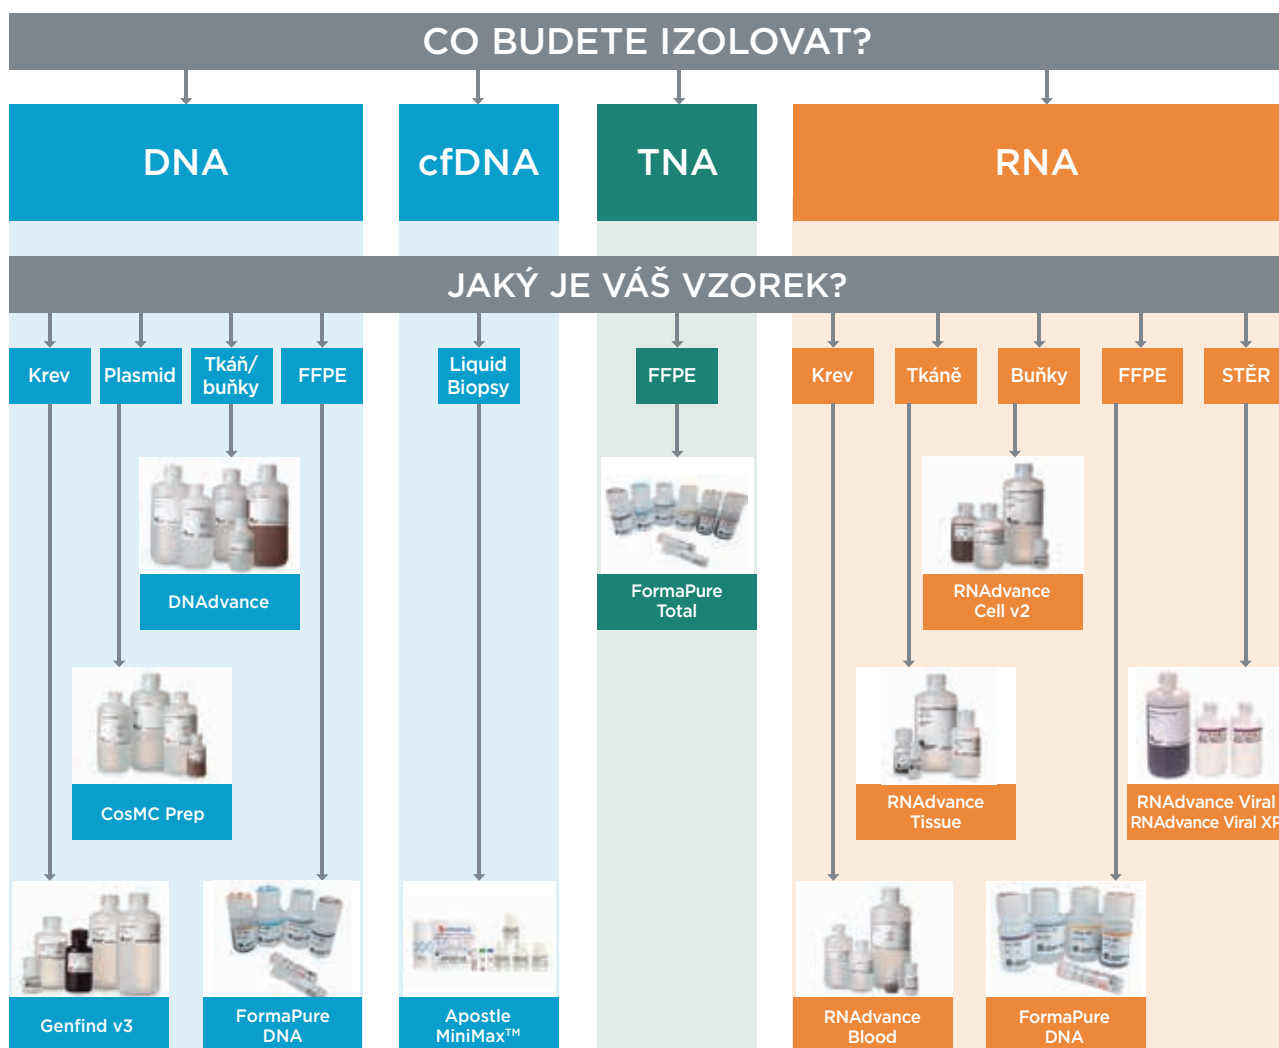 CO BUDETE IZOLOVAT?
DNA
cfDNA
TNA
RNA
JAKÝ JE VÁŠ VZOREK?
Krev
Plasmid
Tkáň/
buňky
FFPE
Liquid
Biopsy
FFPE
Krev
Tkáně
Buňky
FFPE
STĚR
DNAdvance
FormaPure
Total
RNAdvance
Cell v2
CosMC Prep
RNAdvance
Tissue
RNAdvance Viral
RNAdvance Viral XP
Genfind v3
FormaPure
DNA
Apostle
MiniMax™
RNAdvance
Blood
FormaPure
DNA